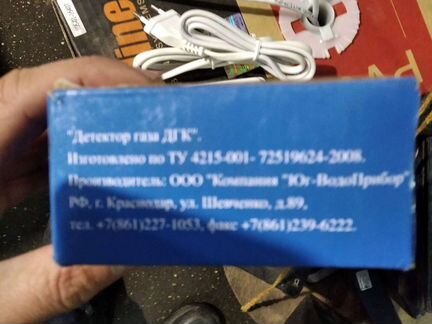 "Детектор газа ДГК".
Изготовлено по ТУ 4215-001- 72519624-2008.
Производитель: ООО "Компания "Юг-ВодоПрибор"
РФ, г. Краснодар, ул. Шевченко, д.89,
тел. +7(861)227-1053, факс +7(861)239-6222.